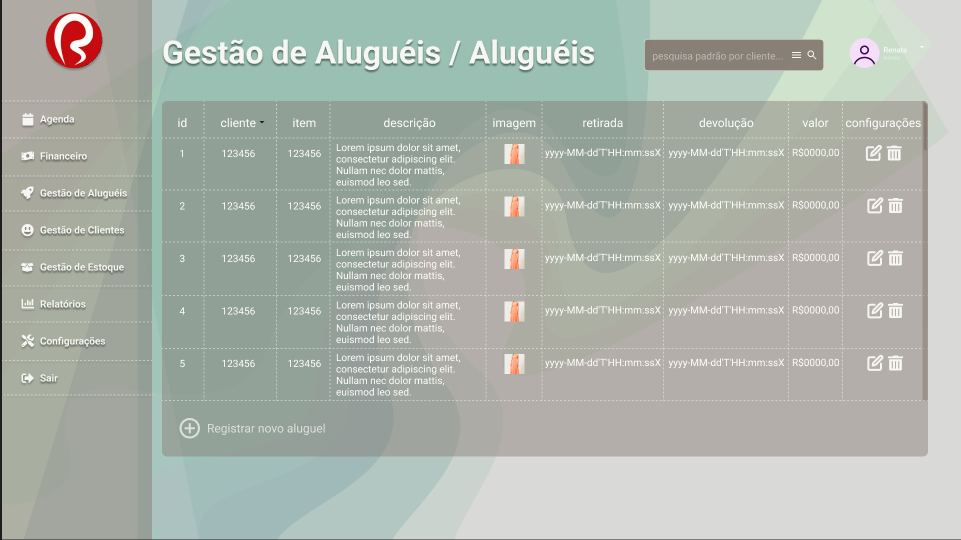 Gestão de Aluguéis / Aluguéis
pesquisa padrão por cliente...
Renata
Agenda
Financeiro
Gestão de Aluguéis
Gestão de Clientes
Gestão de Estoque
Relatórios
Configurações
Sair
id cliente item descrição imagem retirada devolução valor configurações
1 123456 123456 Lorem ipsum dolor sit amet, yyyy-MM-dd'T'HH:mm:ssX yyyy-MM-dd'T'HH:mm:ssX R$0000,00
consectetur adipiscing elit.
Nullam nec dolor mattis,
euismod leo sed.
2 123456 123456 Lorem ipsum dolor sit amet, yyyy-MM-dd'T'HH:mm:ssX yyyy-MM-dd'T'HH:mm:ssX R$0000,00
consectetur adipiscing elit.
Nullam nec dolor mattis,
euismod leo sed.
3 123456 123456 Lorem ipsum dolor sit amet, yyyy-MM-dd'T'HH:mm:ssX yyyy-MM-dd'T'HH:mm:ssX R$0000,00
consectetur adipiscing elit.
Nullam nec dolor mattis,
euismod leo sed.
4 123456 123456 Lorem ipsum dolor sit amet, yyyy-MM-dd'T'HH:mm:ssX yyyy-MM-dd'T'HH:mm:ssX R$0000,00
consectetur adipiscing elit.
Nullam nec dolor mattis,
euismod leo sed.
5 123456 123456 Lorem ipsum dolor sit amet, yyyy-MM-dd'T'HH:mm:ssX yyyy-MM-dd'T'HH:mm:ssX R$0000,00
consectetur adipiscing elit.
Nullam nec dolor mattis,
euismod leo sed.
Registrar novo aluguel